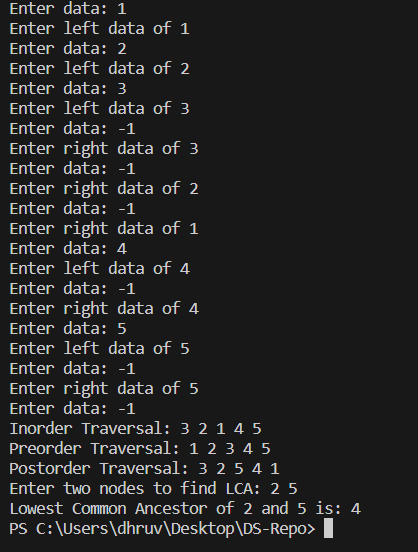 Enter data: 1
Enter left data of 1
Enter data: 2
Enter left data of 2
Enter data: 3
Enter left data of 3
Enter data: -1
Enter right data of 3
Enter data: -1
Enter right data of 2
Enter data: -1
Enter right data of 1
Enter data: 4
Enter left data of 4
Enter data: -1
Enter right data of 4
Enter data: 5
Enter left data of 5
Enter data: -1
Enter right data of 5
Enter data: -1
Inorder Traversal: 3 2 1 4 5
Preorder Traversal: 1 2 3 4 5
Postorder Traversal: 3 2 5 4 1
Enter two nodes to find LCA: 2 5
Lowest Common Ancestor of 2 and 5 is: 4
PS C:\Users\dhruv\Desktop\DS-Repo>